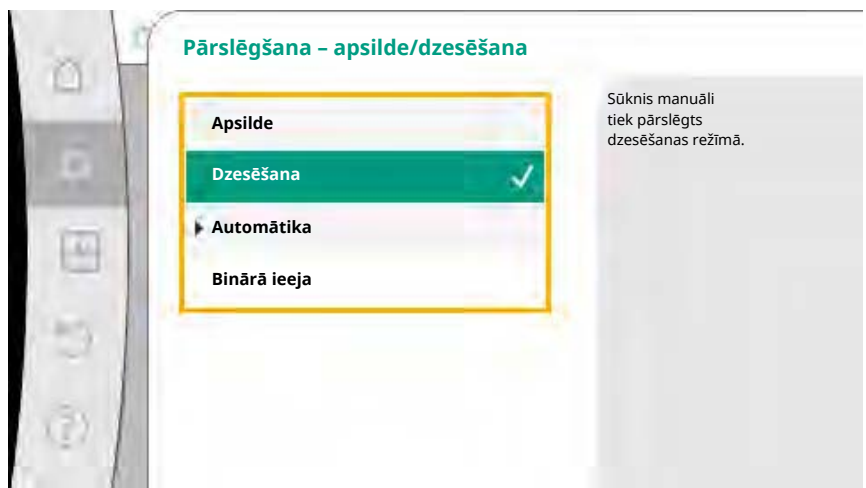 Pārslēgšana – apsilde/dzesēšana
Apsilde
Dzesēšana
Automātika
Binārā ieeja
Sūknis manuāli
tiek pārslēgts
dzesēšanas režīmā.